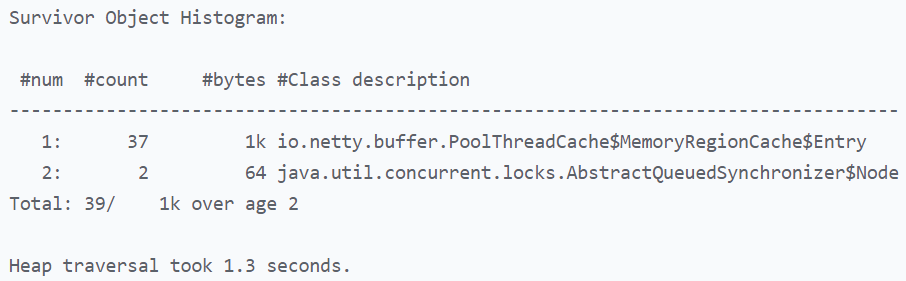 Survivor Object Histogram:
#num  #count     #bytes #Class description
-----------------------------------------------------------------------------------
   1:      37         1k io.netty.buffer.PoolThreadCache$MemoryRegionCache$Entry
   2:       2         64 java.util.concurrent.locks.AbstractQueuedSynchronizer$Node
Total: 39/    1k over age 2
Heap traversal took 1.3 seconds.